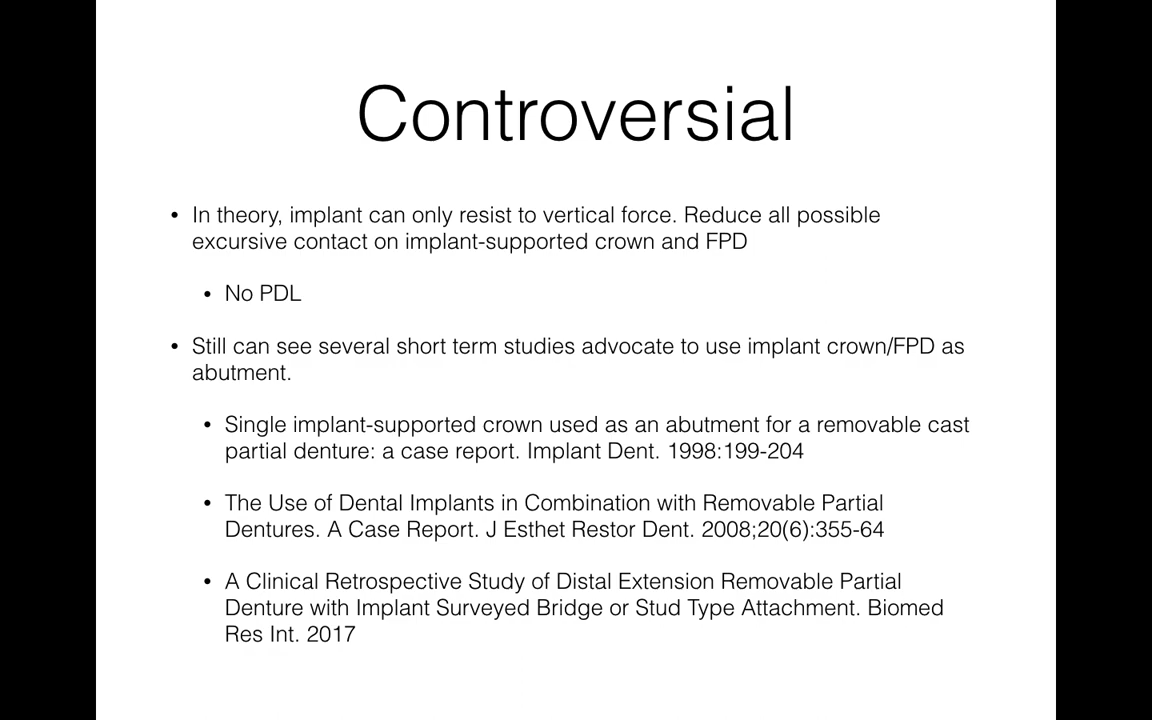 Controversial
• In theory, implant can only resist to vertical force. Reduce all possible
excursive contact on implant-supported crown and FPD
• No PDL
• Still can see several short term studies advocate to use implant crown/FPD as
abutment.
• Single implant-supported crown used as an abutment for a removable cast
partial denture: a case report. Implant Dent. 1998:199-204
• The Use of Dental Implants in Combination with Removable Partial
Dentures. A Case Report. J Esthet Restor Dent. 2008;20(6):355-64
• A Clinical Retrospective Study of Distal Extension Removable Partial
Denture with Implant Surveyed Bridge or Stud Type Attachment. Biomed
Res Int. 2017